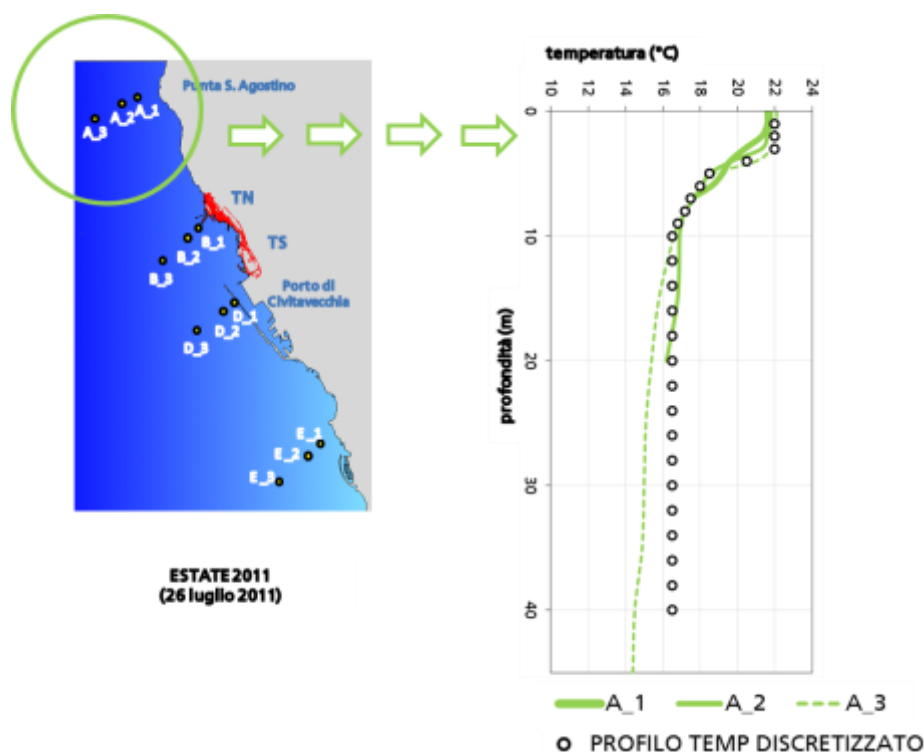 temperatura (°C)
10
12
14
16
18
20
22
24
Punta S. Agostino
A_1
A_2
A_3
TN
TS
B_1
B_2
B_3
Porto di
Civitavecchia
D_1
D_2
D_3
E_1
E_2
E_3
0
10
20
30
40
profondità (m)
ESTATE 2011
(26 luglio 2011)
A_1 A_2 A_3
PROFILO TEMP DISCRETIZZATO